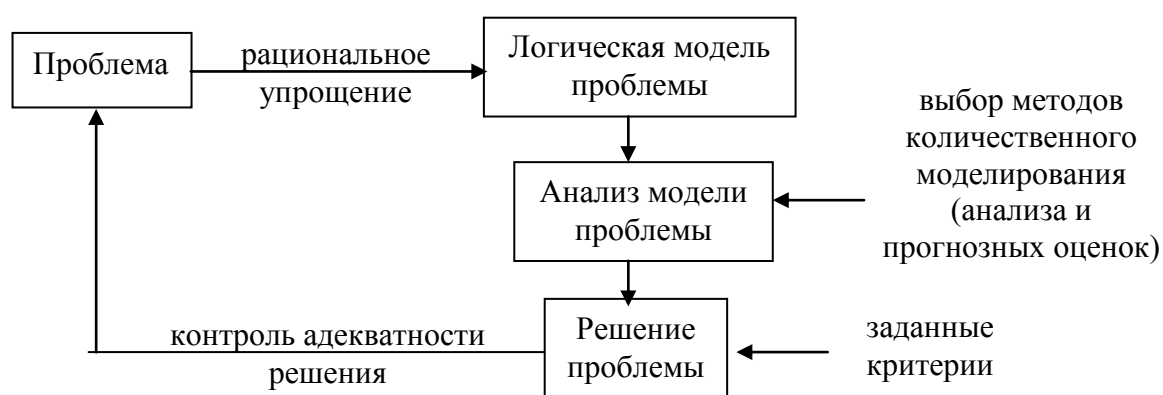 Проблема
рациональное
упрощение
Логическая модель
проблемы
выбор методов
количественного
моделирования
(анализа и
прогнозных оценок)
Анализ модели
проблемы
контроль адекватности
решения
Решение
проблемы
заданные
критерии